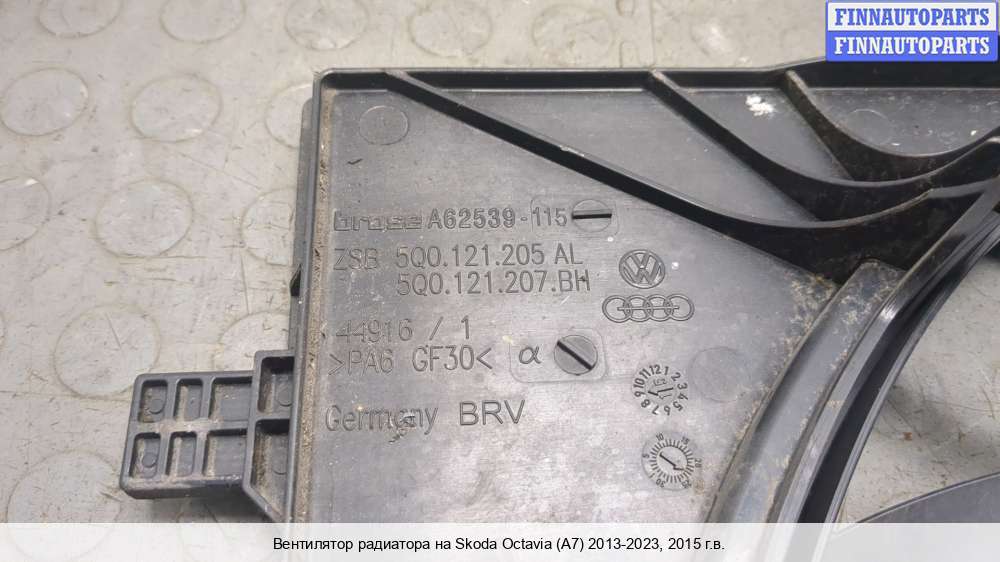 FINNAUTOPARTS
FINNAUTOPARTS
brose A62539-115
ZSB 5Q0.121.205 AL
5Q0.121.207.BH
44916 / 1
>PA6 GF30< α
Germany BRV
Вентилятор радиатора на Skoda Octavia (A7) 2013-2023, 2015 г.в.